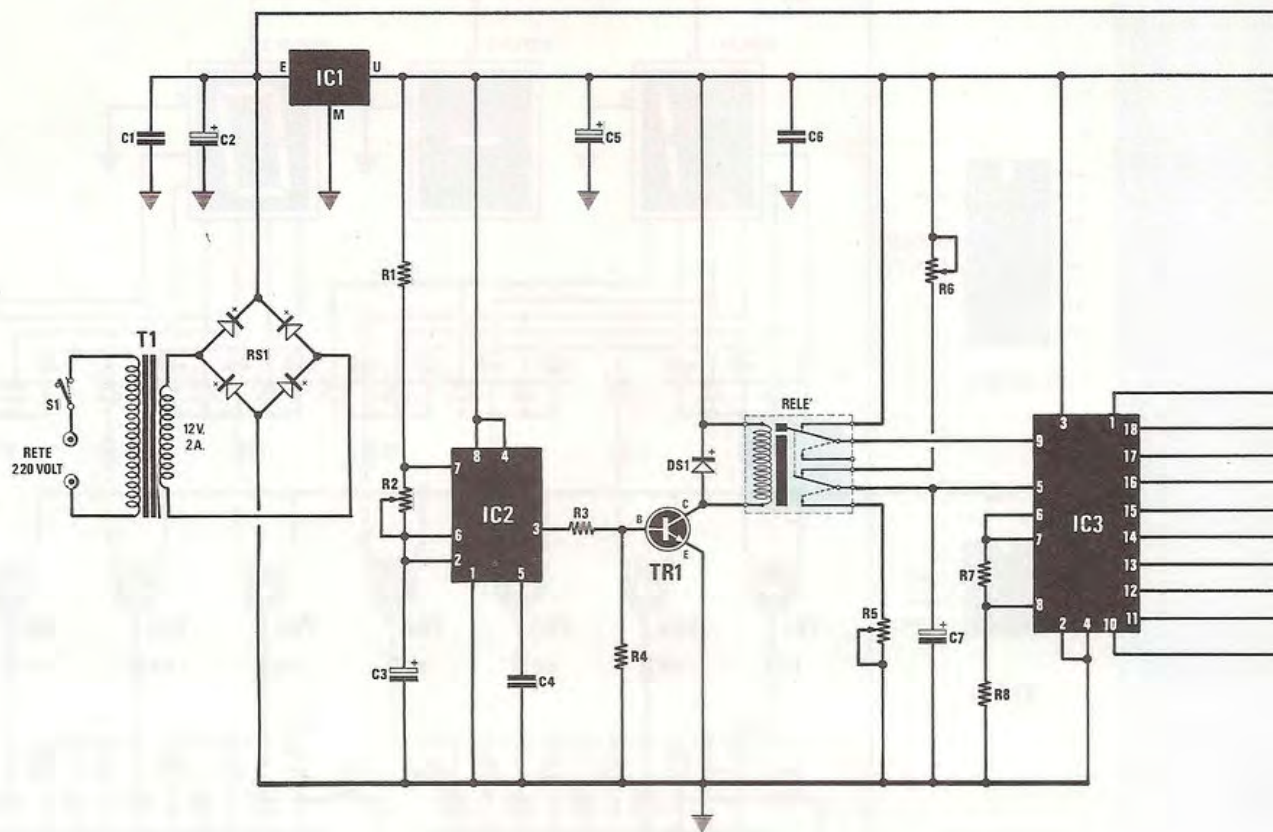 E
IC1
U
M
C1
+
C2
+
C5
C6
R1
R6
T1
RS1
S1
12V.
2A.
RETE
220 VOLT
RELE'
DS1
+
R2
7
8
4
6
2
IC2
3
1
5
R3
B
C
E
TR1
R4
R5
C3
+
C4
C7
+
9
5
6
7
8
3
1
IC3
2
4
10
18
17
16
15
14
13
12
11
R7
R8